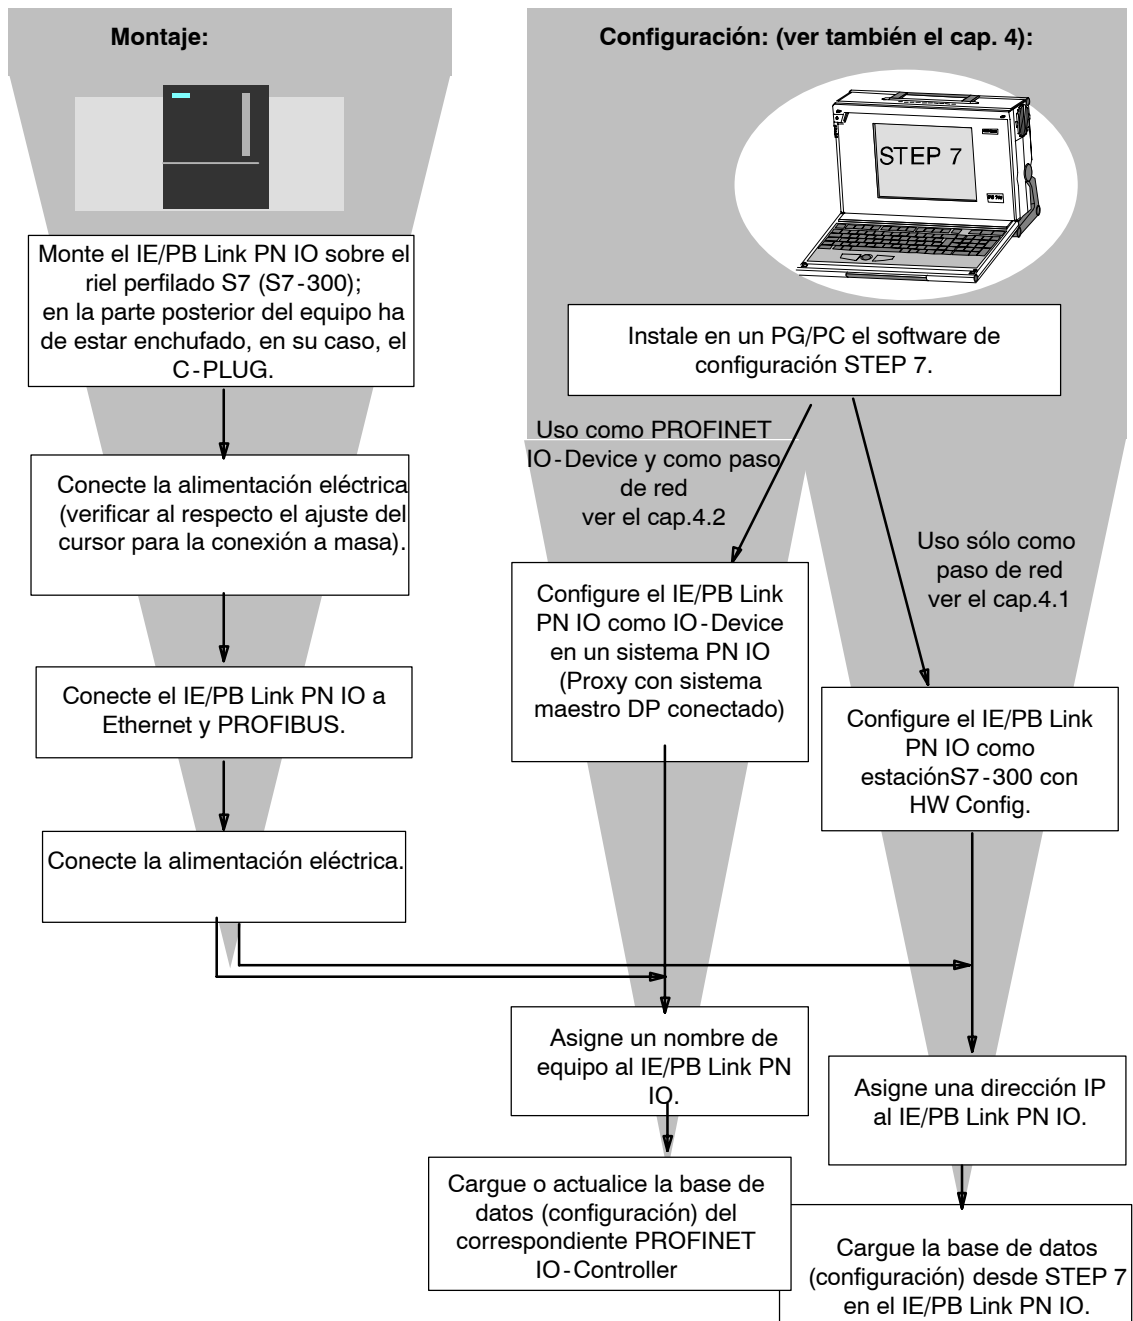 Montaje:
Monte el IE/PB Link PN IO sobre el
riel perfilado S7 (S7-300);
en la parte posterior del equipo ha
de estar enchufado, en su caso, el
C-PLUG.
Conecte la alimentación eléctrica
(verificar al respecto el ajuste del
cursor para la conexión a masa).
Conecte el IE/PB Link PN IO a
Ethernet y PROFIBUS.
Conecte la alimentación eléctrica.
Configuración: (ver también el cap. 4):
STEP 7
Instale en un PG/PC el software de
configuración STEP 7.
Uso como PROFINET
IO-Device y como paso
de red
ver el cap.4.2
Configure el IE/PB Link
PN IO como IO-Device
en un sistema PN IO
(Proxy con sistema
maestro DP conectado)
Asigne un nombre de
equipo al IE/PB Link PN
IO.
Cargue o actualice la base de
datos (configuración) del
correspondiente PROFINET
IO-Controller
Uso sólo como
paso de red
ver el cap.4.1
Configure el IE/PB Link
PN IO como
estaciónS7-300 con
HW Config.
Asigne una dirección IP
al IE/PB Link PN IO.
Cargue la base de datos
(configuración) desde STEP 7
en el IE/PB Link PN IO.